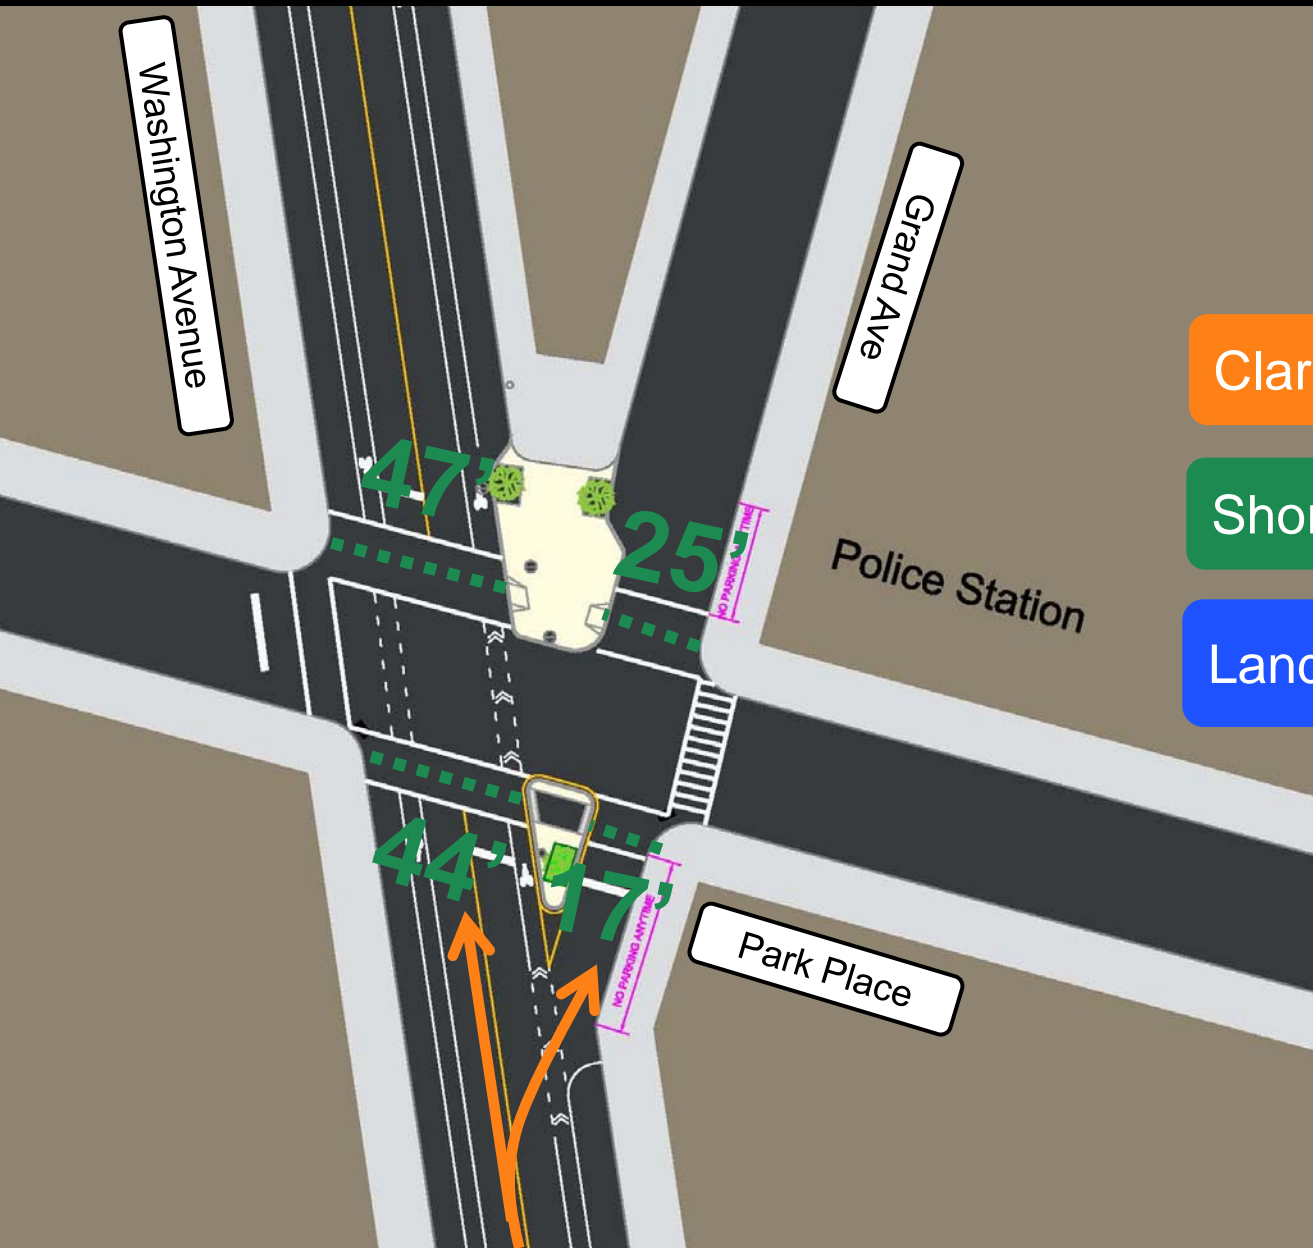 Washington Avenue
Grand Ave
Clar
47’
25’
NO PARKING ANYTIME
Shor
Police Station
Land
44’
17’
NO PARKING ANYTIME
Park Place